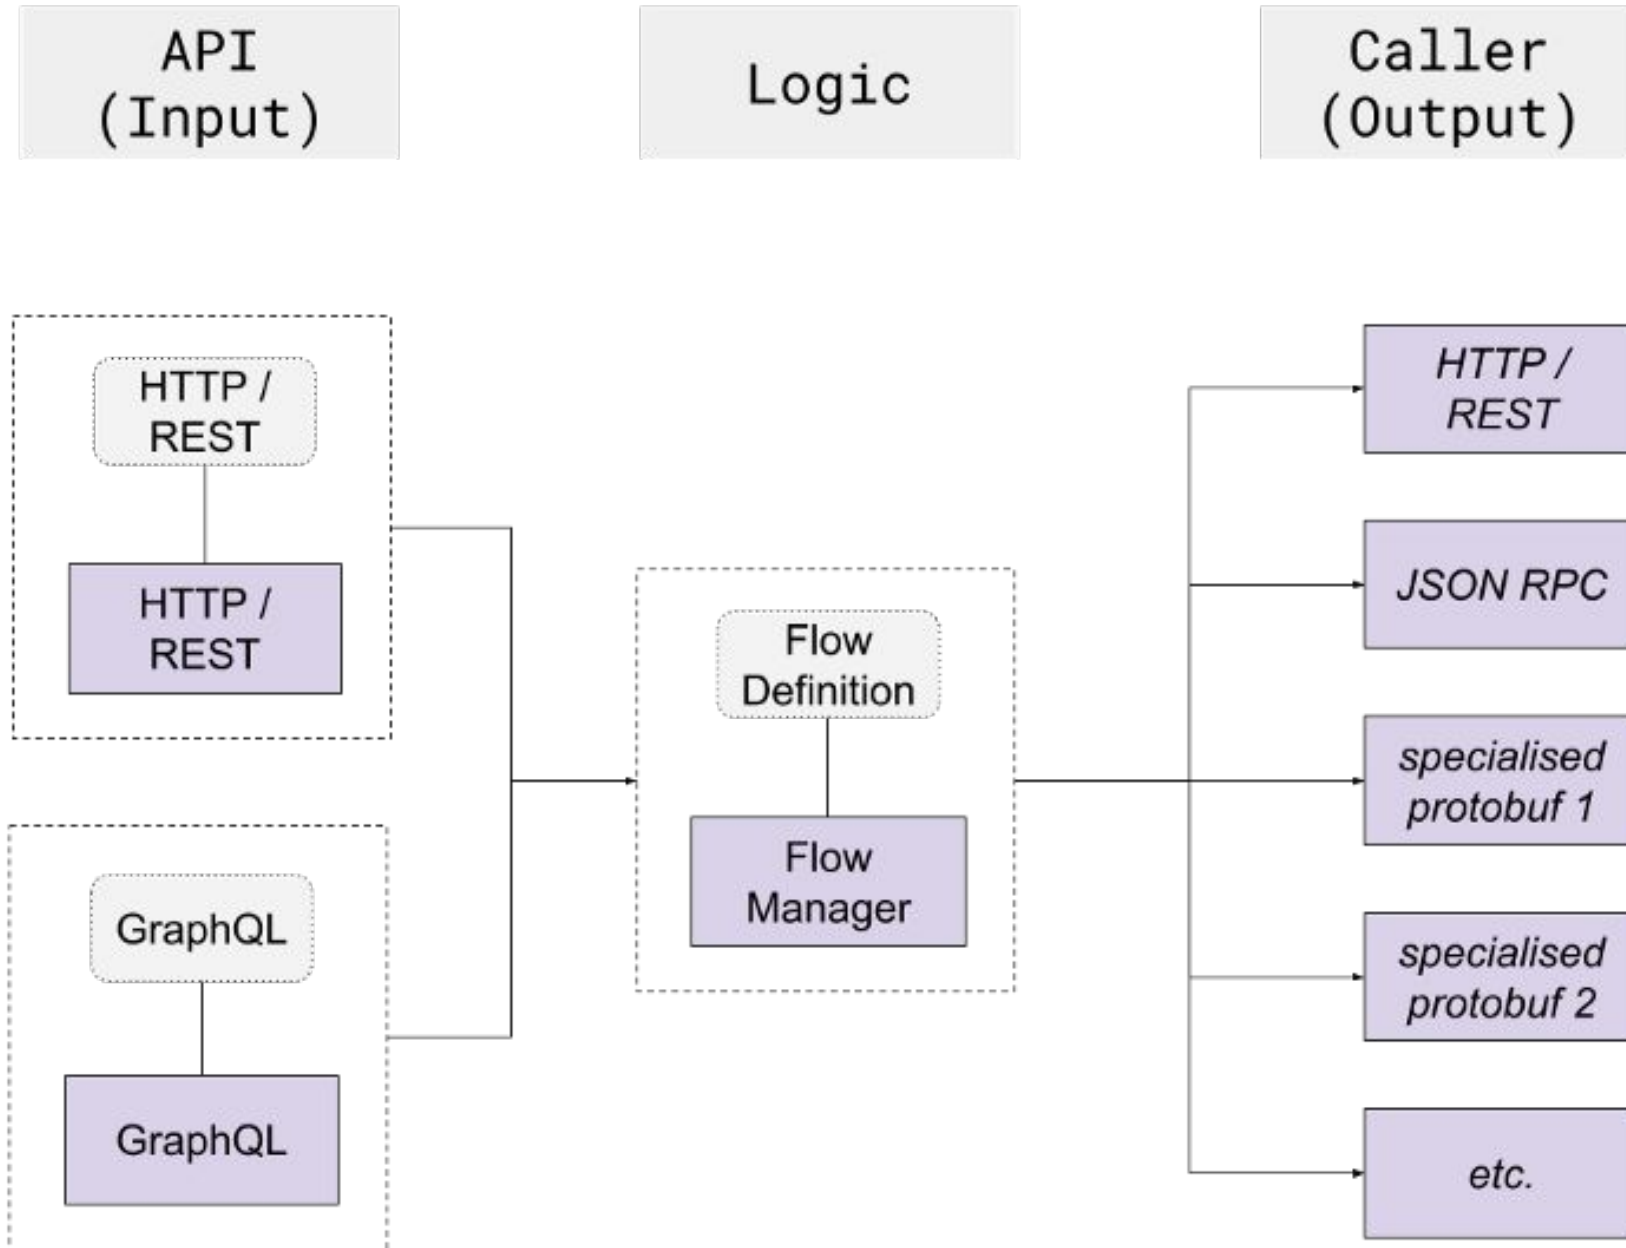 API
(Input)
Logic
Caller
(Output)
HTTP /
REST
HTTP /
REST
GraphQL
GraphQL
Flow
Definition
Flow
Manager
HTTP /
REST
JSON RPC
specialised
protobuf 1
specialised
protobuf 2
etc.